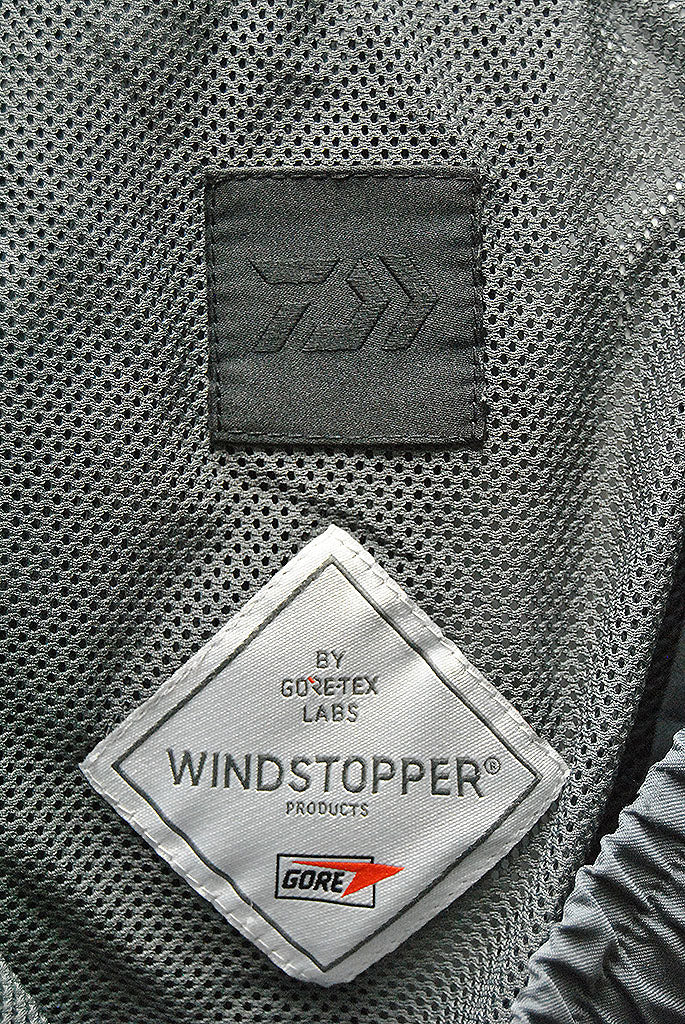 BY
GORE-TEX
LABS
WINDSTOPPER®
PRODUCTS
GORE